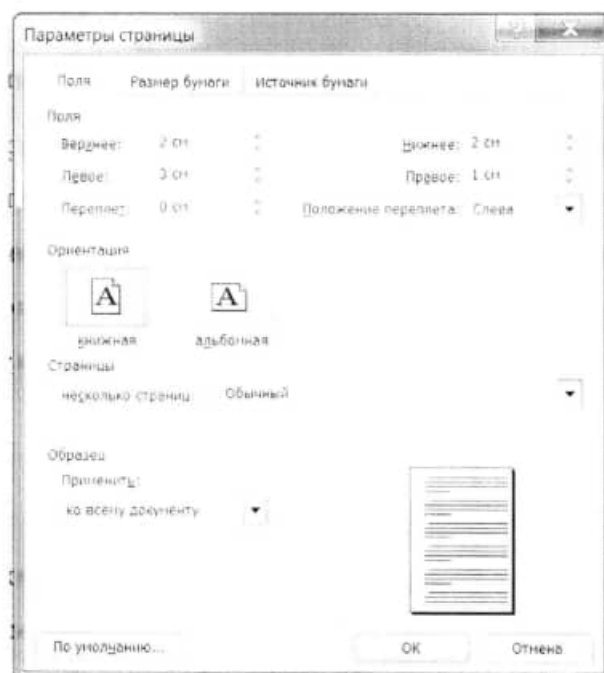 Параметры страницы
Поля Размер бумаги Источник бумаги
Поля
Верхнее: 2 см Нижнее: 2 см
Левое: 3 см Правое: 1 см
Переплет: 0 см Положение переплета: Слева
Ориентация
A A
книжная альбомная
Страницы
несколько страниц: Обычный
Образец
Применить:
ко всему документу
По умолчанию... ОК Отмена